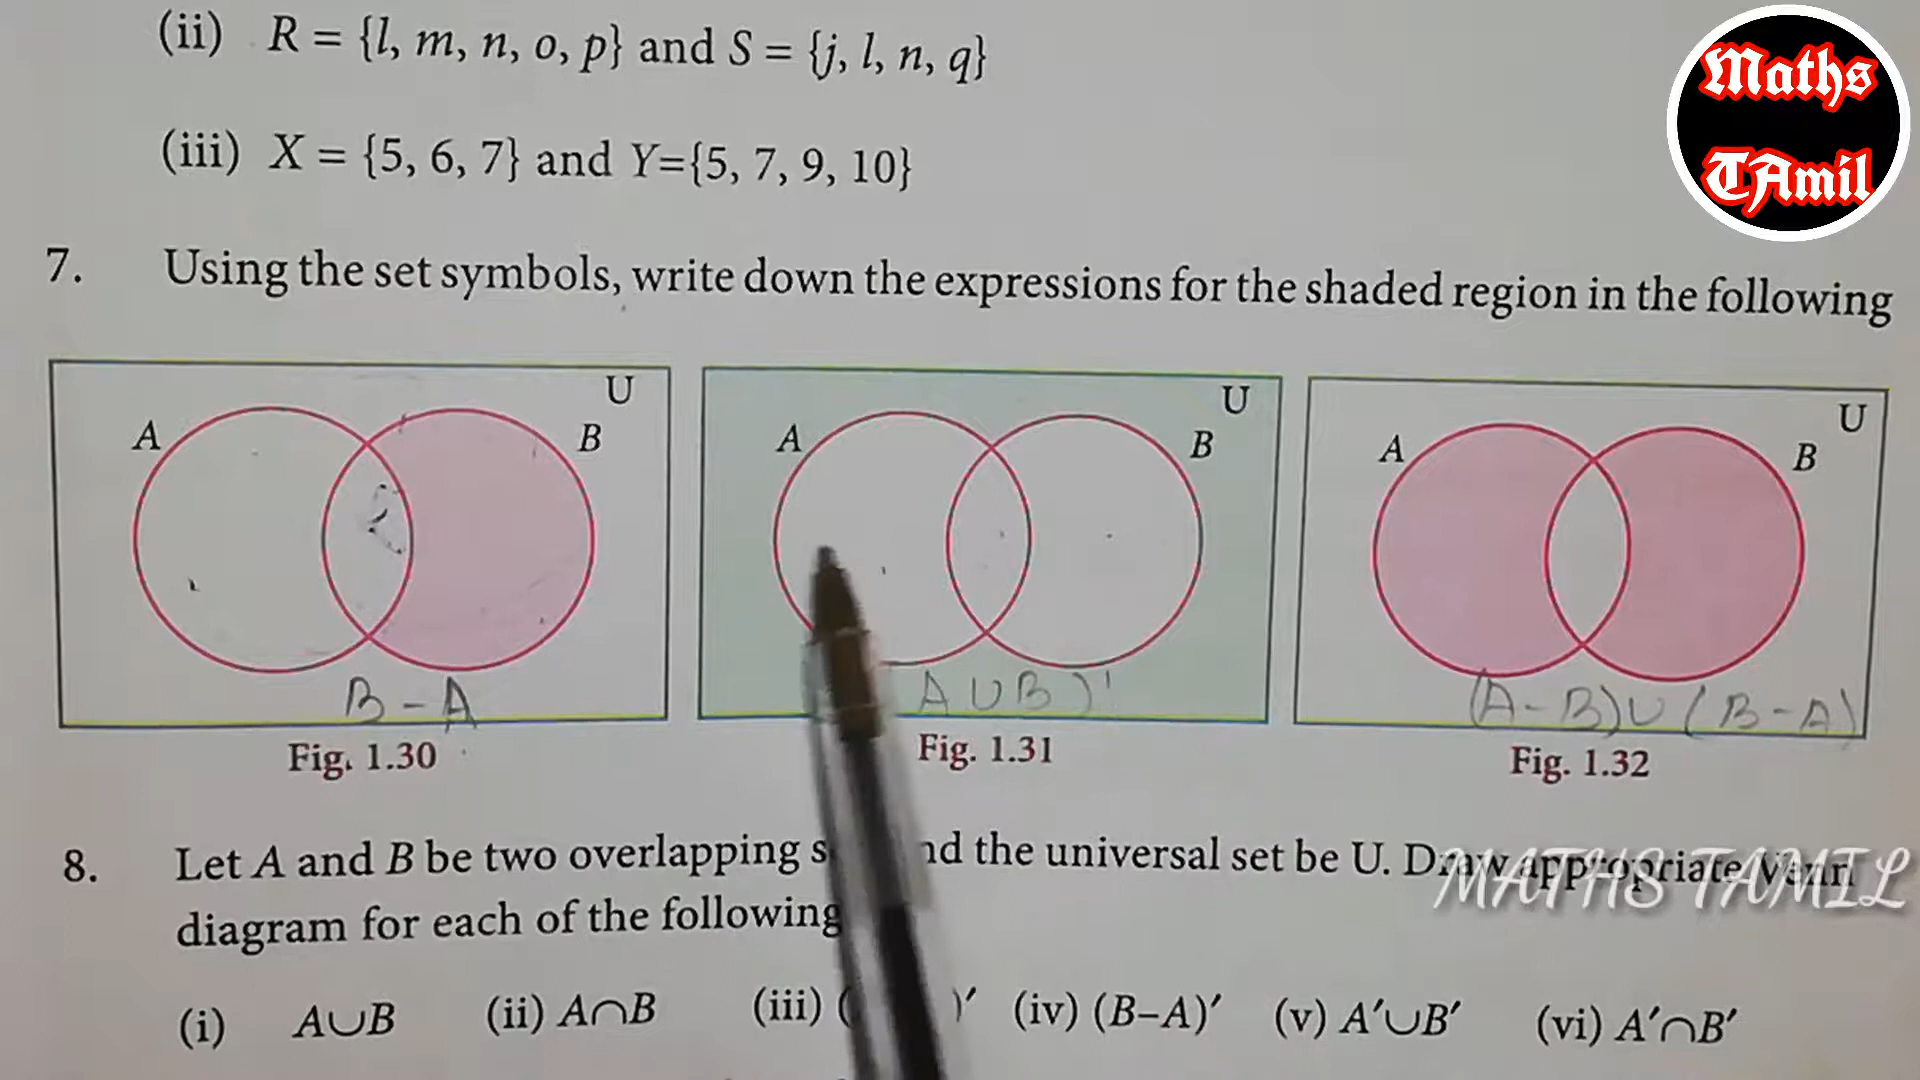 (ii) R = {l, m, n, o, p} and S = {j, l, n, q}
Maths
TAmil
(iii) X = {5, 6, 7} and Y={5, 7, 9, 10}
7. Using the set symbols, write down the expressions for the shaded region in the following
U
A
B
B - A
Fig. 1.30
U
A
B
A U B )'
Fig. 1.31
U
A
B
(A - B) U (B - A)
Fig. 1.32
8. Let A and B be two overlapping nd the universal set be U. Draw appropriate Venn
MATHS TAMIL
diagram for each of the following
(i) A∪B (ii) A∩B (iii) ( )′ (iv) (B–A)′ (v) A′∪B′ (vi) A′∩B′